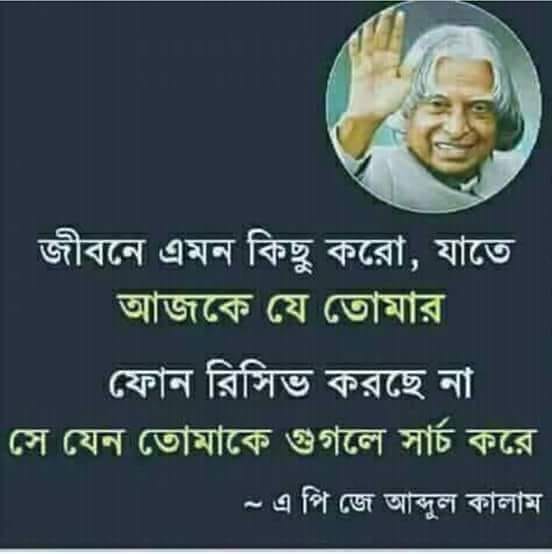 জীবনে এমন কিছু করো, যাতে
আজকে যে তোমার
ফোন রিসিভ করছে না
সে যেন তোমাকে গুগলে সার্চ করে
~ এ পি জে আব্দুল কালাম